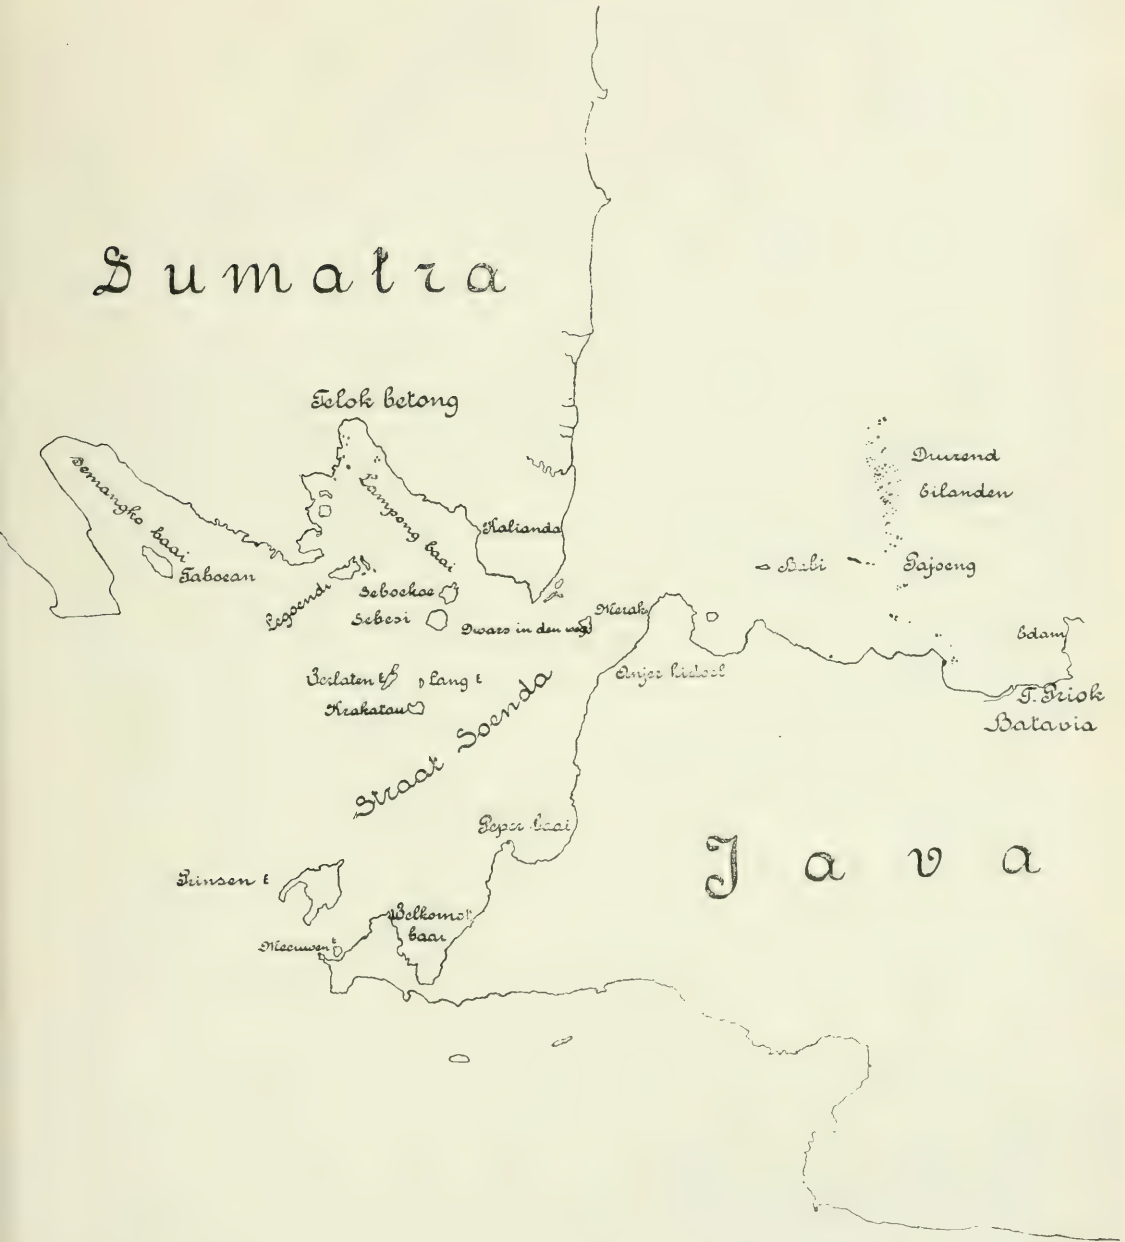 Sumatra
Telok betong
Semangko baai
Lampong baai
Kalianda
Taboean
Legoendi
Seboekoe
Sebesi
Dwars in den weg
Merak
Duizend
Eilanden
Babi
Pajoeng
Edam
T. Priok
Batavia
Anjer kidoel
Verlaten E
Lang E
Krakatau
Straat Soenda
Peper baai
Java
Prinsen E
Welkomst
baai
Meeuwen E